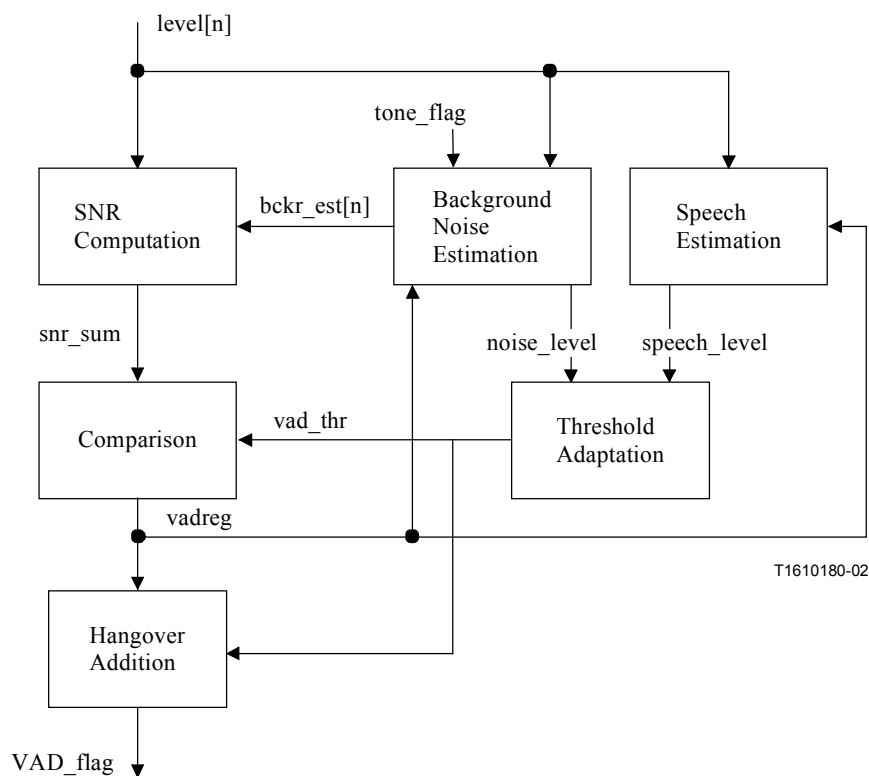 level[n]
tone_flag
SNR
Computation
bckr_est[n]
Background
Noise
Estimation
Speech
Estimation
snr_sum
noise_level
speech_level
Comparison
vad_thr
Threshold
Adaptation
vadreg
T1610180-02
Hangover
Addition
VAD_flag